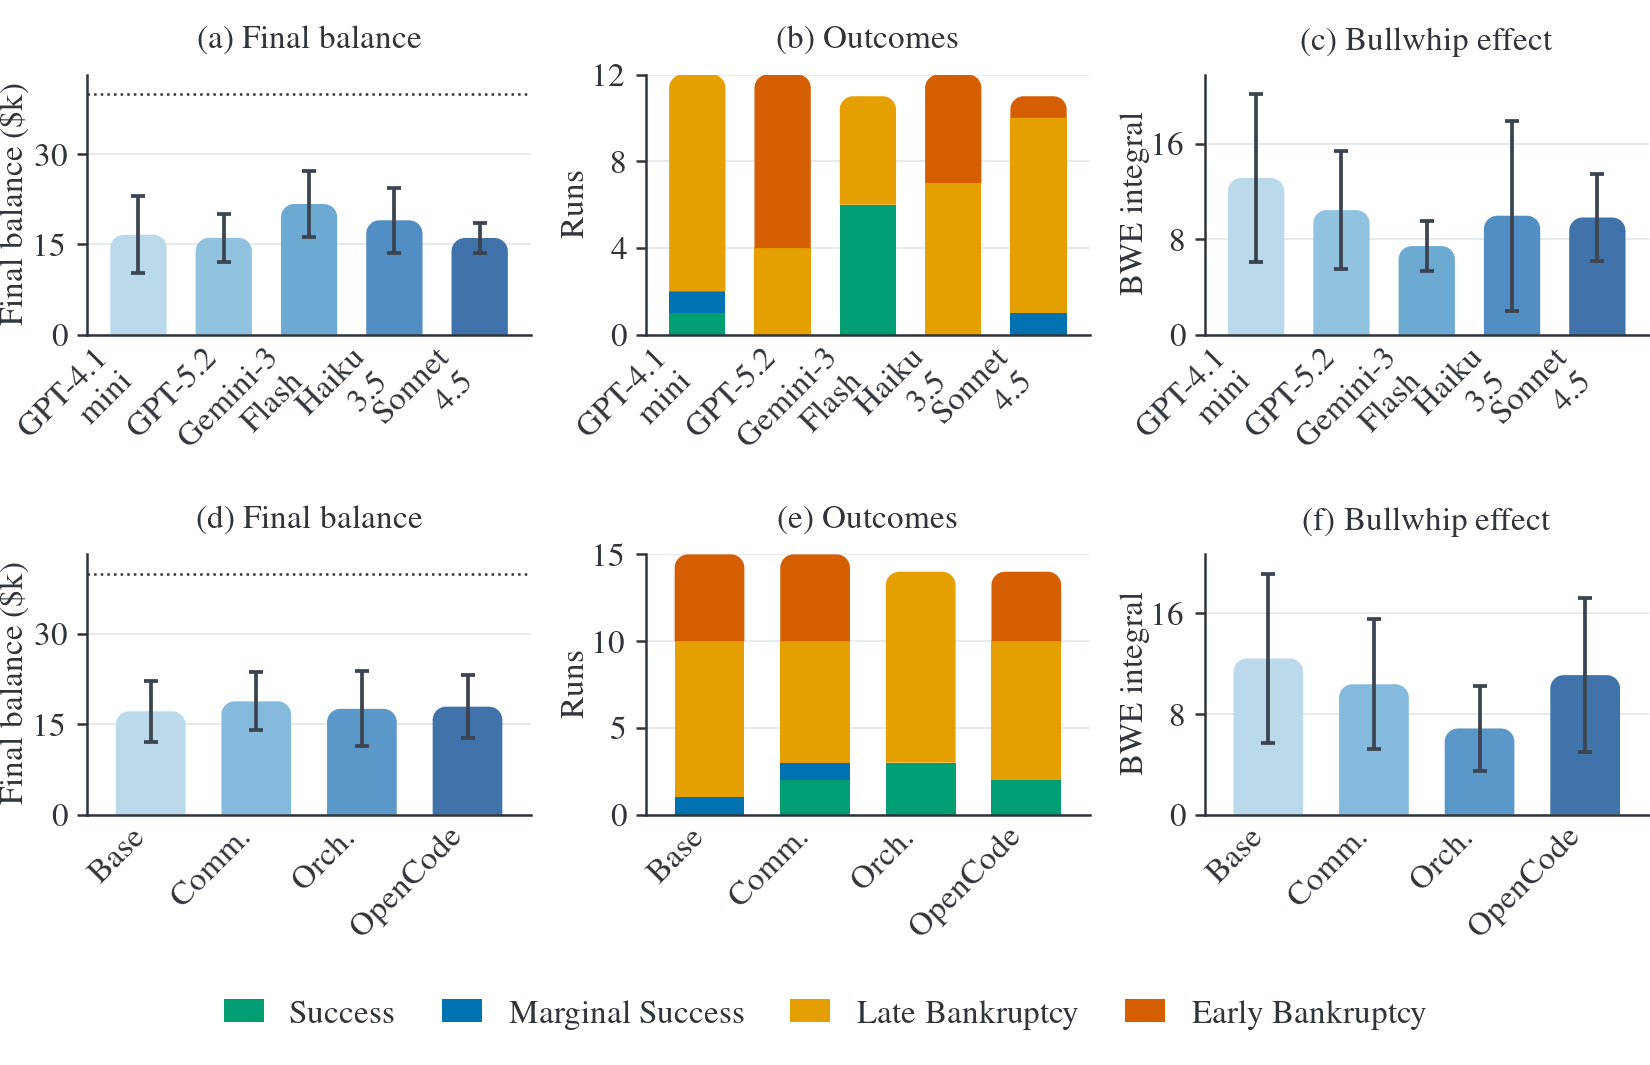 (a) Final balance
(b) Outcomes
(c) Bullwhip effect
Final balance ($k)
30
15
0
GPT-4.1
mini
GPT-5.2
Gemini-3
Flash
Haiku
3.5
Sonnet
4.5
Runs
12
8
4
0
GPT-4.1
mini
GPT-5.2
Gemini-3
Flash
Haiku
3.5
Sonnet
4.5
BWE integral
16
8
0
GPT-4.1
mini
GPT-5.2
Gemini-3
Flash
Haiku
3.5
Sonnet
4.5
(d) Final balance
(e) Outcomes
(f) Bullwhip effect
Final balance ($k)
30
15
0
Base
Comm.
Orch.
OpenCode
Runs
15
10
5
0
Base
Comm.
Orch.
OpenCode
BWE integral
16
8
0
Base
Comm.
Orch.
OpenCode
Success
Marginal Success
Late Bankruptcy
Early Bankruptcy